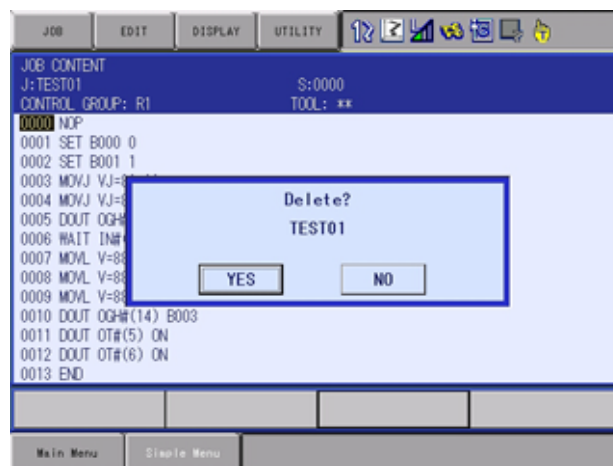 JOB EDIT DISPLAY UTILITY
JOB CONTENT
J:TEST01 S:0000
CONTROL GROUP: R1 TOOL: **
0000 NOP
0001 SET B000 0
0002 SET B001 1
0003 MOVJ
0004 MOVJ
0005 DOUT
0006 WAIT
0007 MOVL
0008 MOVL
0009 MOVL
Delete?
TEST01
YES NO
0010 DOUT OGH#(14) B003
0011 DOUT OT#(5) ON
0012 DOUT OT#(6) ON
0013 END
Main Menu Simple Menu